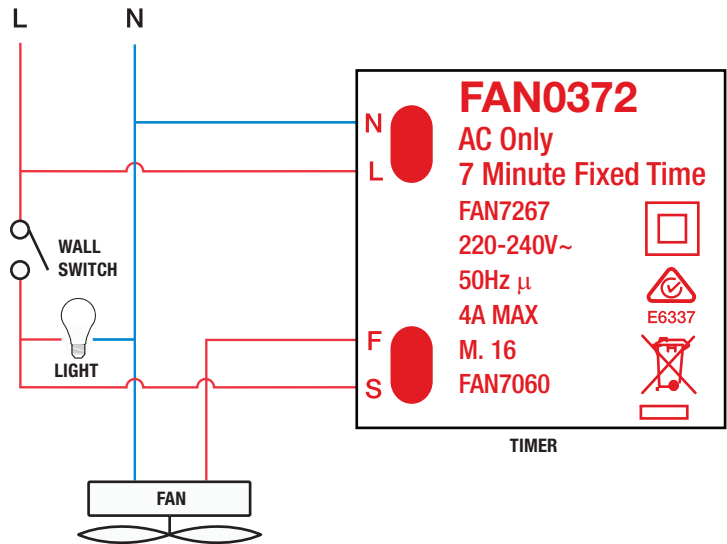 L N
FAN0372
N
AC Only
L
7 Minute Fixed Time
FAN7267
220-240V~
50Hz μ
4A MAX
E6337
M. 16
FAN7060
WALL
SWITCH
LIGHT
F
S
TIMER
FAN